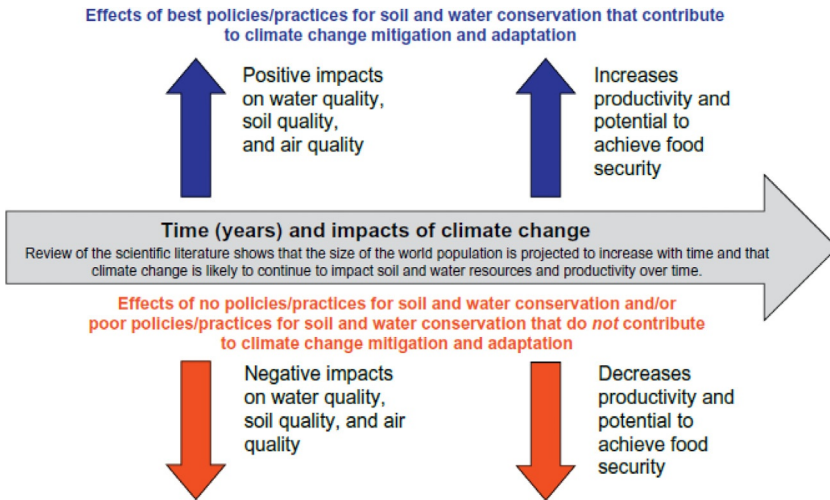 Effects of best policies/practices for soil and water conservation that contribute
to climate change mitigation and adaptation
Positive impacts
on water quality,
soil quality,
and air quality
Increases
productivity and
potential to
achieve food
security
Time (years) and impacts of climate change
Review of the scientific literature shows that the size of the world population is projected to increase with time and that
climate change is likely to continue to impact soil and water resources and productivity over time.
Effects of no policies/practices for soil and water conservation and/or
poor policies/practices for soil and water conservation that do not contribute
to climate change mitigation and adaptation
Negative impacts
on water quality,
soil quality, and air
quality
Decreases
productivity and
potential to
achieve food
security